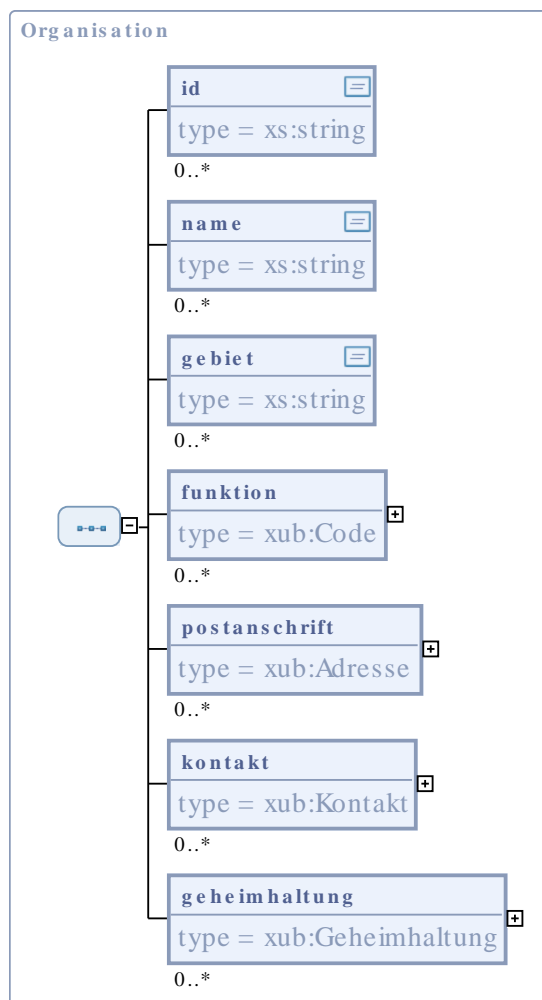 Organisation
id
type = xs:string
0..*
name
type = xs:string
0..*
gebiet
type = xs:string
0..*
funktion
type = xub:Code
0..*
postanschrift
type = xub:Adresse
0..*
kontakt
type = xub:Kontakt
0..*
geheimhaltung
type = xub:Geheimhaltung
0..*